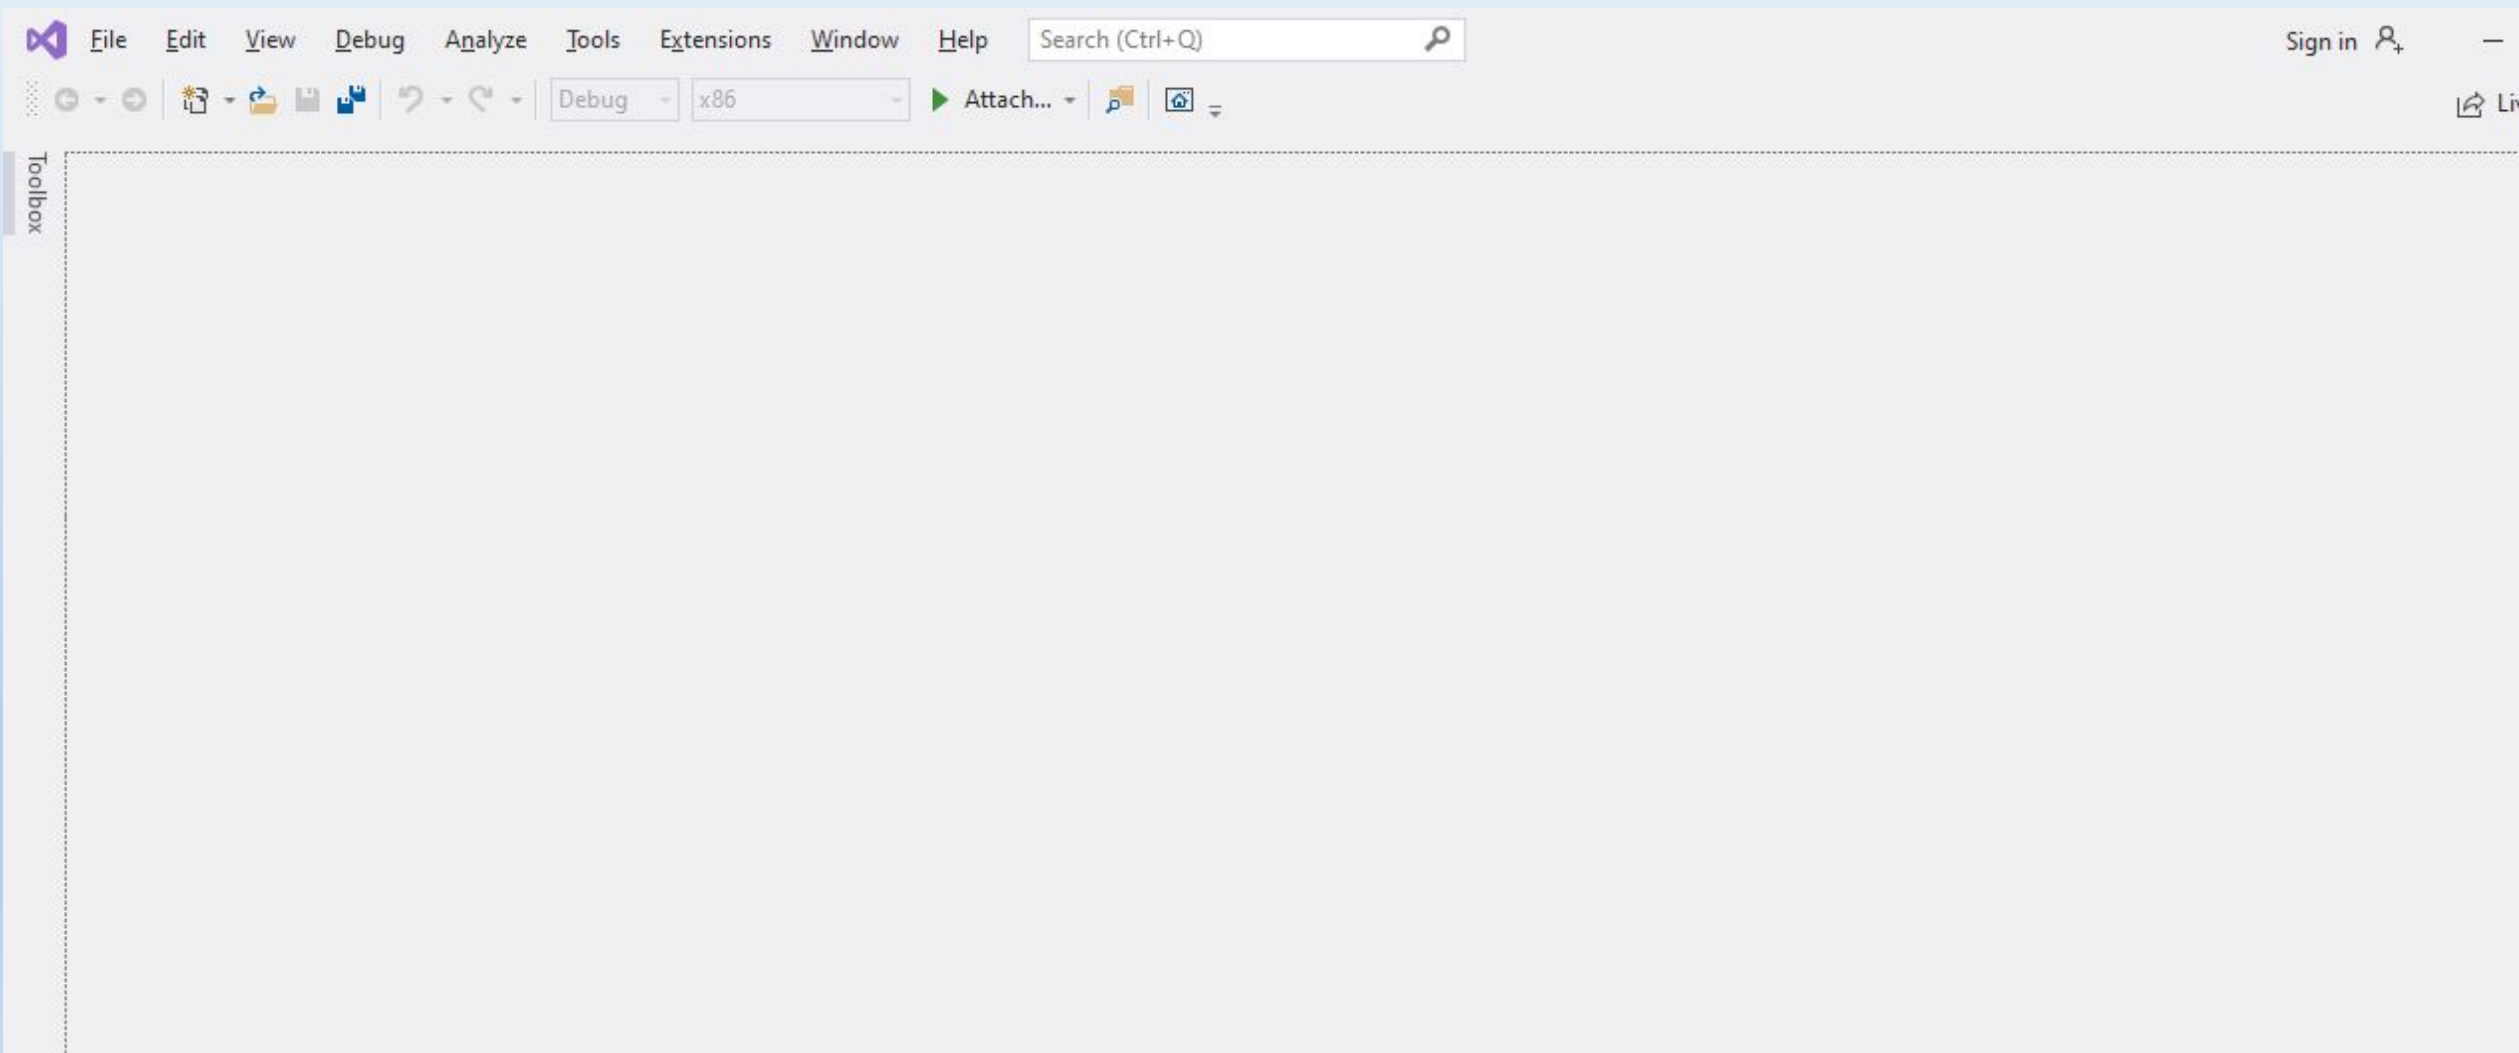 File Edit View Debug Analyze Tools Extensions Window Help Search (Ctrl+Q) Sign in
Debug x86 Attach...
Toolbox